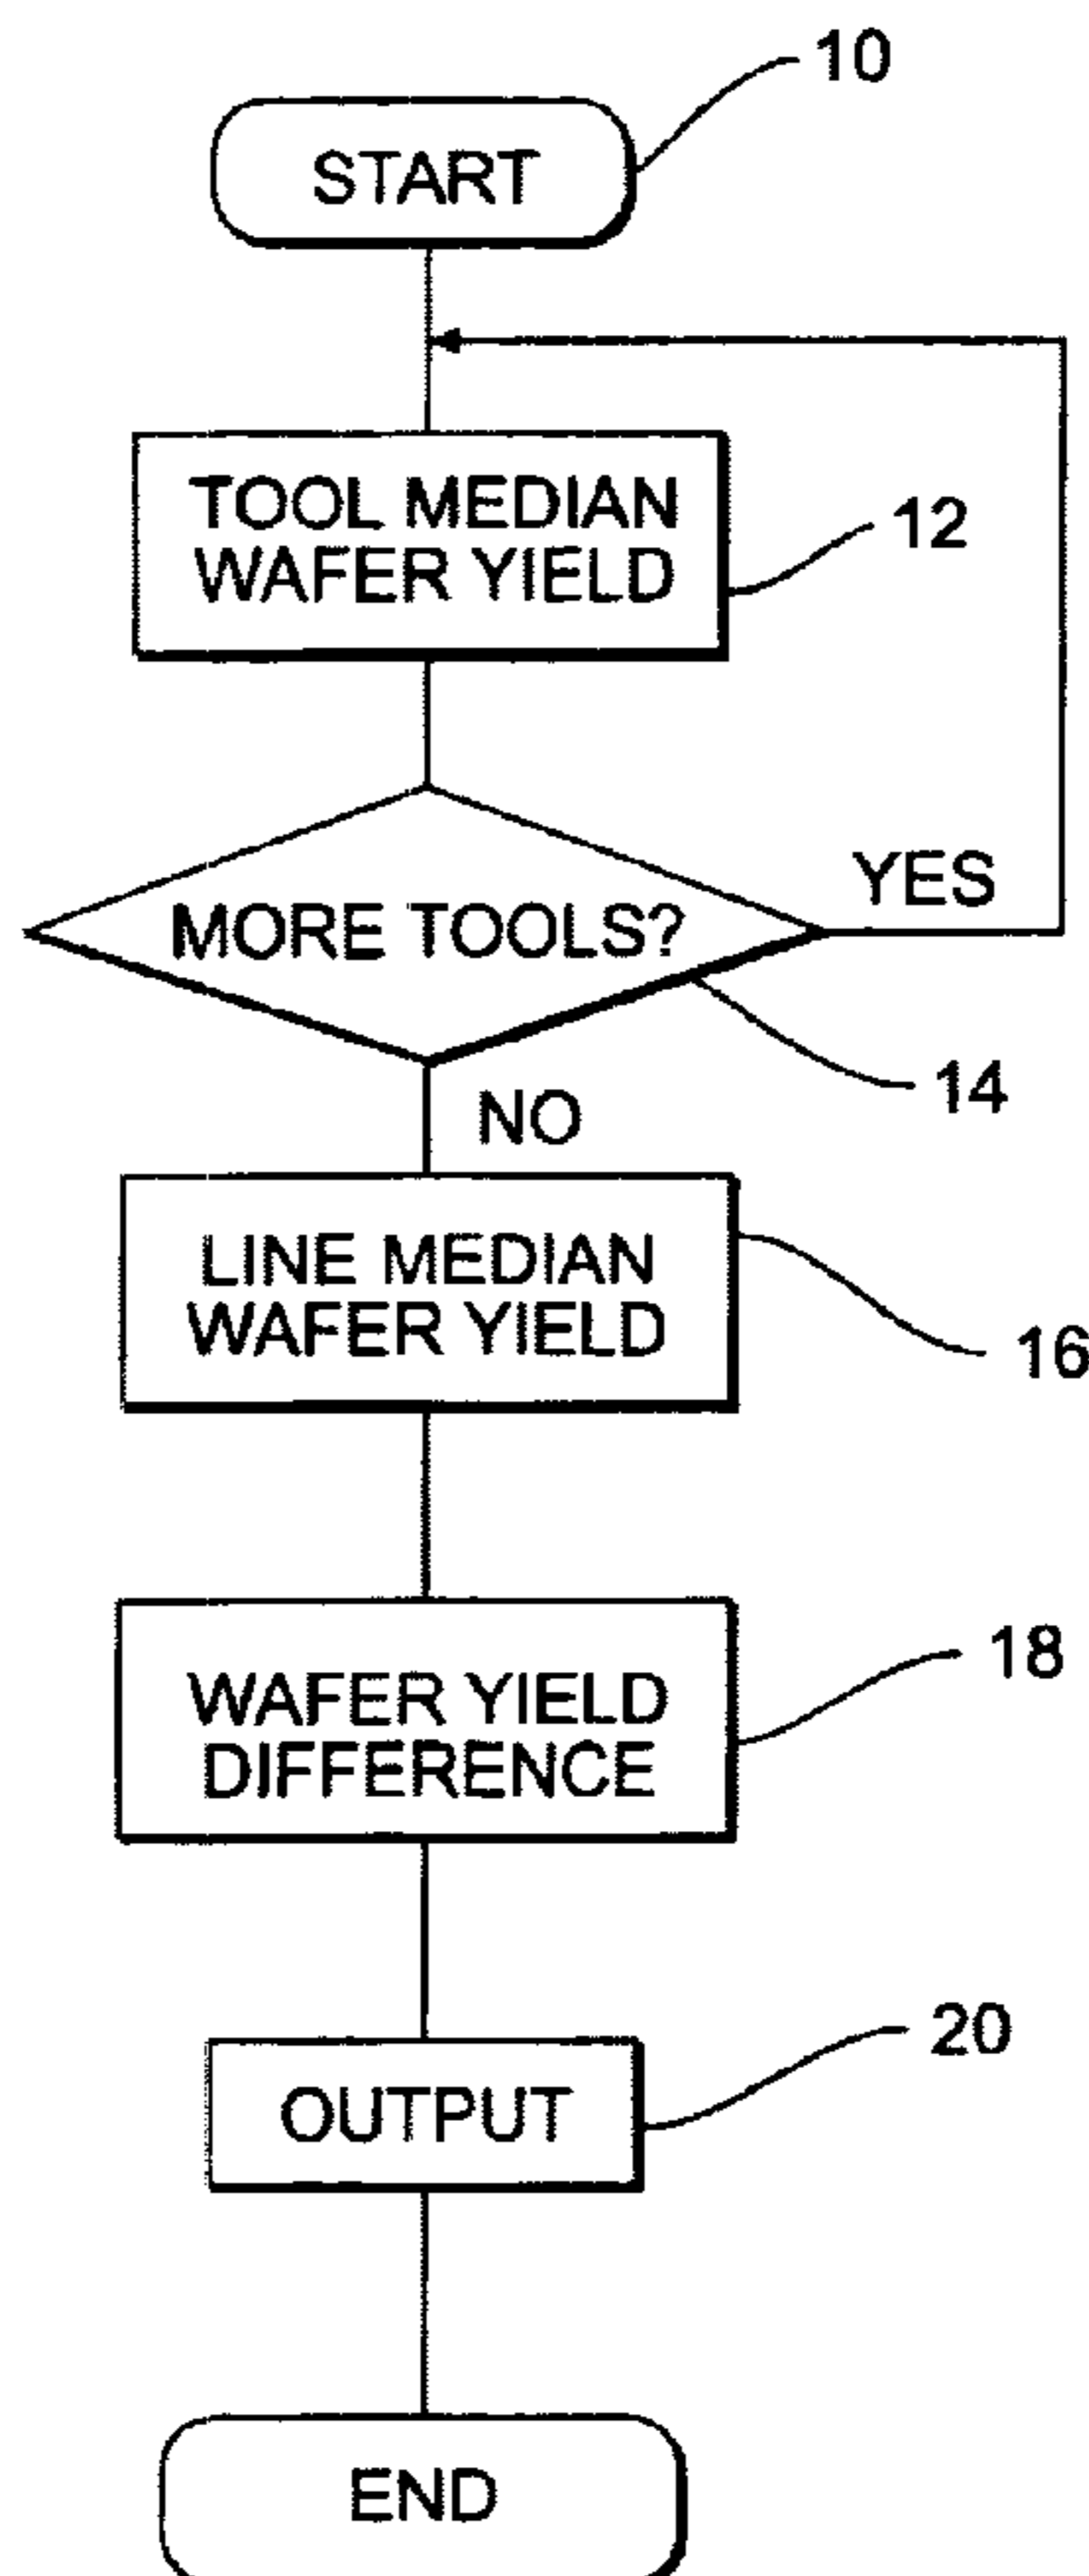 10
START
TOOL MEDIAN
WAFER YIELD
12
YES
MORE TOOLS?
14
NO
LINE MEDIAN
WAFER YIELD
16
18
WAFER YIELD
DIFFERENCE
20
OUTPUT
END